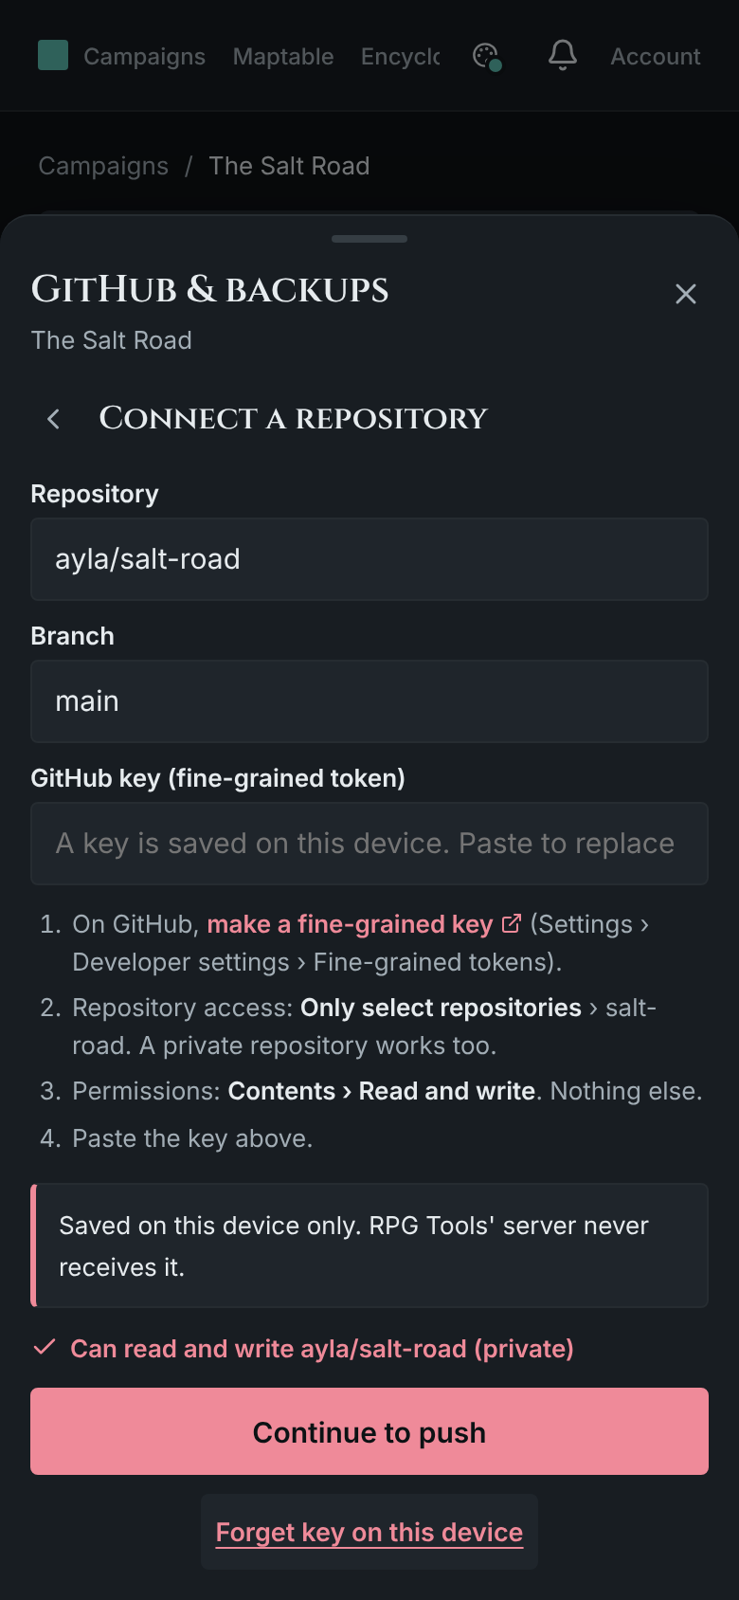 Campaigns Maptable Encyclc Account
Campaigns / The Salt Road
GitHub & backups
The Salt Road
Connect a repository
Repository
ayla/salt-road
Branch
main
GitHub key (fine-grained token)
A key is saved on this device. Paste to replace
1. On GitHub, make a fine-grained key (Settings ›
Developer settings › Fine-grained tokens).
2. Repository access: Only select repositories › salt-
road. A private repository works too.
3. Permissions: Contents › Read and write. Nothing else.
4. Paste the key above.
Saved on this device only. RPG Tools' server never
receives it.
Can read and write ayla/salt-road (private)
Continue to push
Forget key on this device